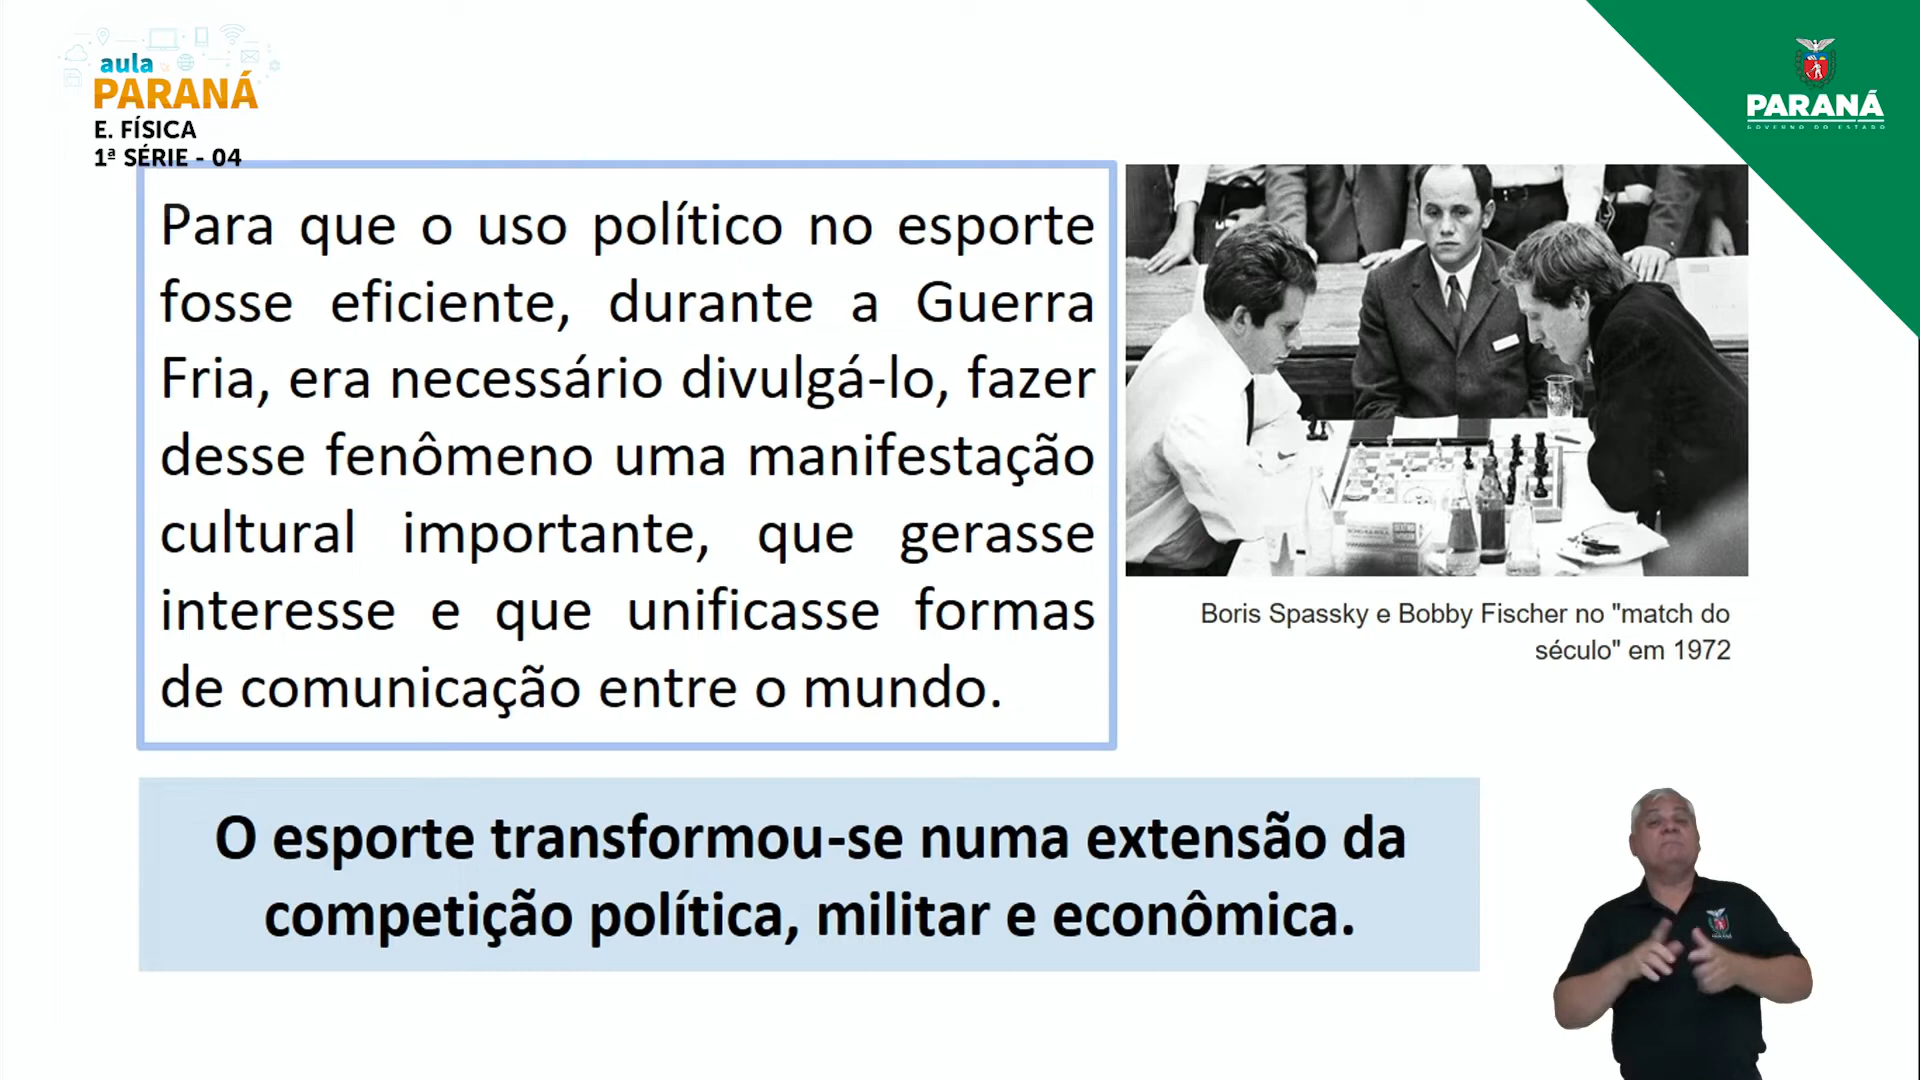 aula
PARANÁ
E. FÍSICA
1ª SÉRIE - 04
PARANÁ
GOVERNO DO ESTADO
Para que o uso político no esporte
fosse eficiente, durante a Guerra
Fria, era necessário divulgá-lo, fazer
desse fenômeno uma manifestação
cultural importante, que gerasse
interesse e que unificasse formas
de comunicação entre o mundo.
Boris Spassky e Bobby Fischer no "match do
século" em 1972
O esporte transformou-se numa extensão da
competição política, militar e econômica.